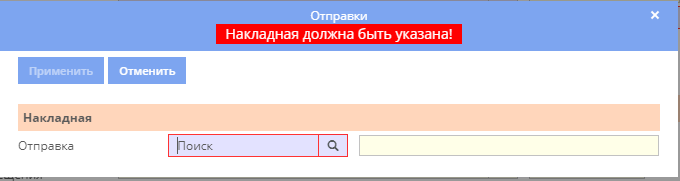 Отправки ×
Накладная должна быть указана!
Применить Отменить
Накладная
Отправка Поиск